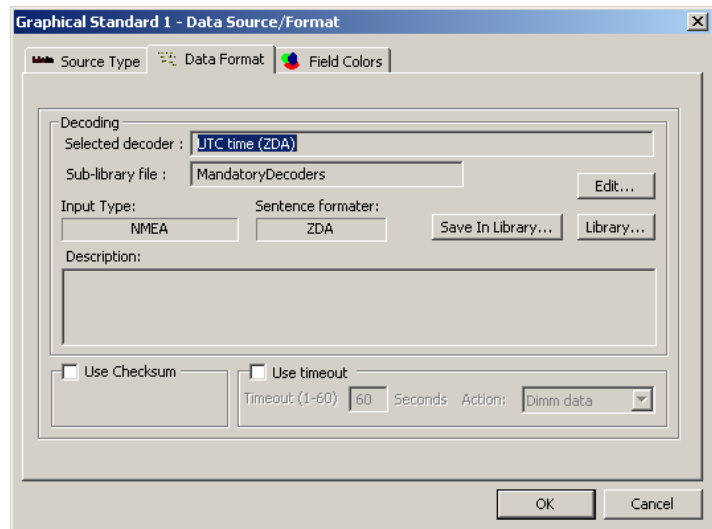 Graphical Standard 1 - Data Source/Format
Source Type Data Format Field Colors
Decoding
Selected decoder : UTC time (ZDA)
Sub-library file : MandatoryDecoders
Edit...
Input Type: Sentence formater:
NMEA ZDA Save In Library... Library...
Description:
Use Checksum Use timeout
Timeout (1-60) 60 Seconds Action: Dimm data
OK Cancel